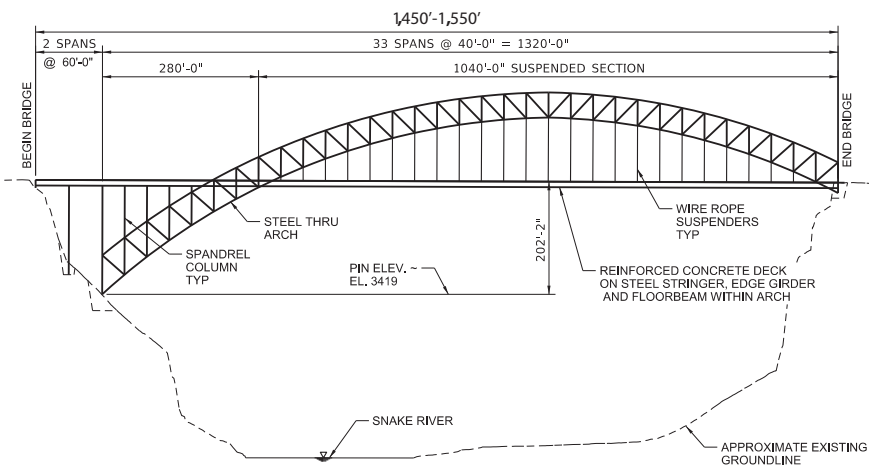 1,450'-1,550'
2 SPANS
@ 60'-0"
33 SPANS @ 40'-0" = 1320'-0"
280'-0"
1040'-0" SUSPENDED SECTION
BEGIN BRIDGE
END BRIDGE
STEEL THRU
ARCH
SPANDREL
COLUMN
TYP
PIN ELEV. ~
EL. 3419
202'-2"
WIRE ROPE
SUSPENDERS
TYP
REINFORCED CONCRETE DECK
ON STEEL STRINGER, EDGE GIRDER
AND FLOORBEAM WITHIN ARCH
SNAKE RIVER
APPROXIMATE EXISTING
GROUNDLINE